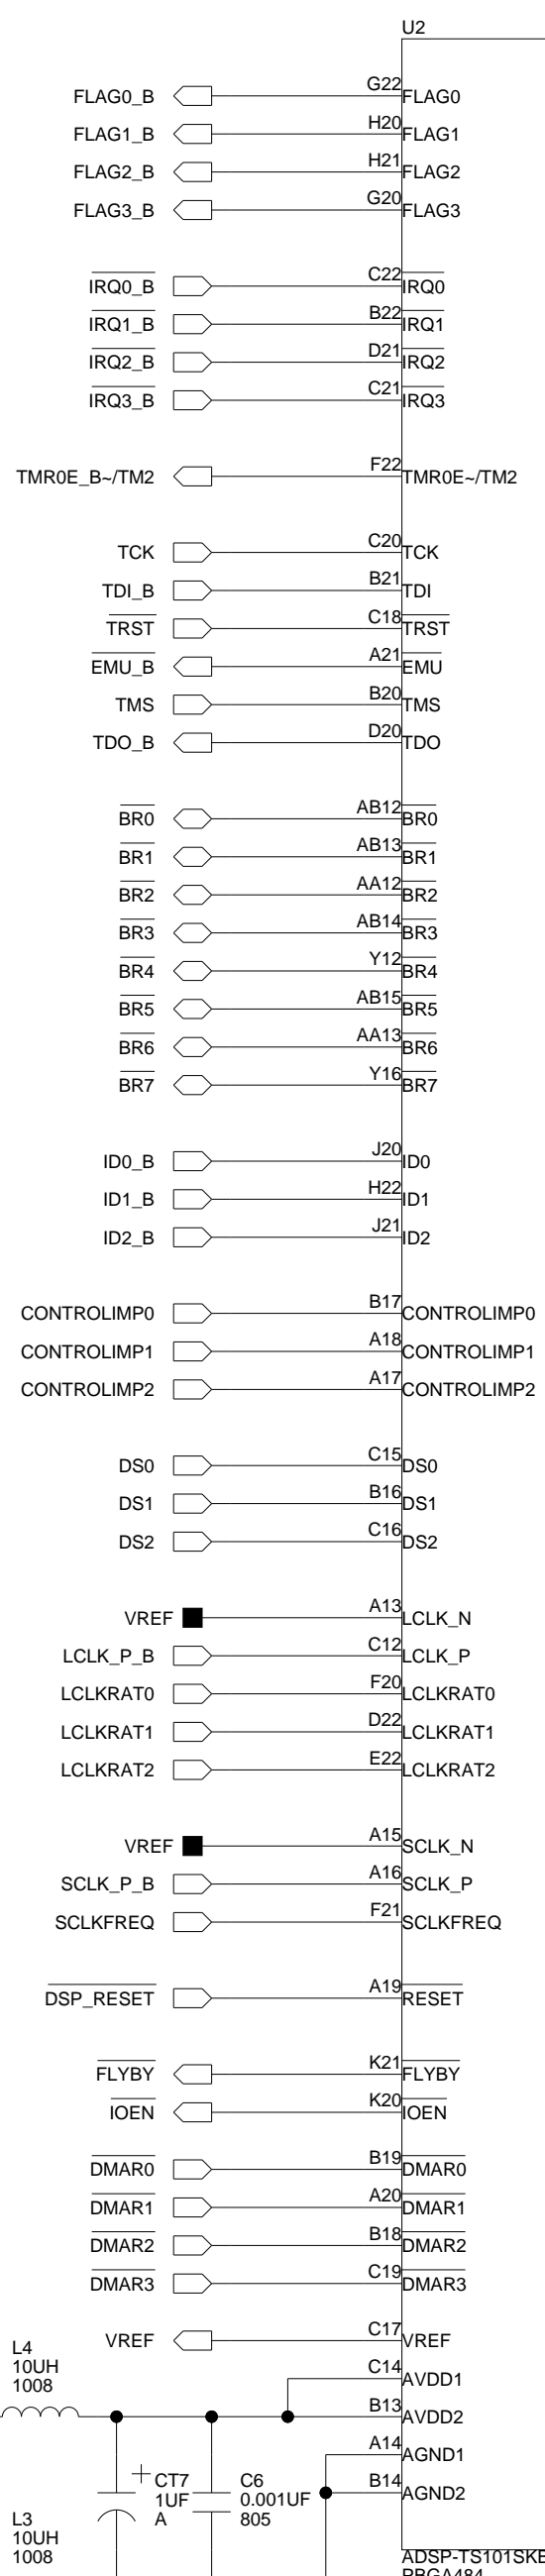 U2
FLAG0_B G22 FLAG0
FLAG1_B H20 FLAG1
FLAG2_B H21 FLAG2
FLAG3_B G20 FLAG3
IRQ0_B C22 IRQ0
IRQ1_B B22 IRQ1
IRQ2_B D21 IRQ2
IRQ3_B C21 IRQ3
TMR0E_B~/TM2 F22 TMR0E~/TM2
TCK C20 TCK
TDI_B B21 TDI
TRST C18 TRST
EMU_B A21 EMU
TMS B20 TMS
TDO_B D20 TDO
BR0 AB12 BR0
BR1 AB13 BR1
BR2 AA12 BR2
BR3 AB14 BR3
BR4 Y12 BR4
BR5 AB15 BR5
BR6 AA13 BR6
BR7 Y16 BR7
ID0_B J20 ID0
ID1_B H22 ID1
ID2_B J21 ID2
CONTROLIMP0 B17 CONTROLIMP0
CONTROLIMP1 A18 CONTROLIMP1
CONTROLIMP2 A17 CONTROLIMP2
DS0 C15 DS0
DS1 B16 DS1
DS2 C16 DS2
VREF A13 LCLK_N
LCLK_P_B C12 LCLK_P
LCLKRAT0 F20 LCLKRAT0
LCLKRAT1 D22 LCLKRAT1
LCLKRAT2 E22 LCLKRAT2
VREF A15 SCLK_N
SCLK_P_B A16 SCLK_P
SCLKFREQ F21 SCLKFREQ
DSP_RESET A19 RESET
FLYBY K21 FLYBY
IOEN K20 IOEN
DMAR0 B19 DMAR0
DMAR1 A20 DMAR1
DMAR2 B18 DMAR2
DMAR3 C19 DMAR3
VREF C17 VREF
L4
10UH
1008
C14 AVDD1
B13 AVDD2
A14 AGND1
B14 AGND2
+ CT7
1UF
A
C6
0.001UF
805
L3
10UH
1008
ADSP-TS101SKB
PBGA484